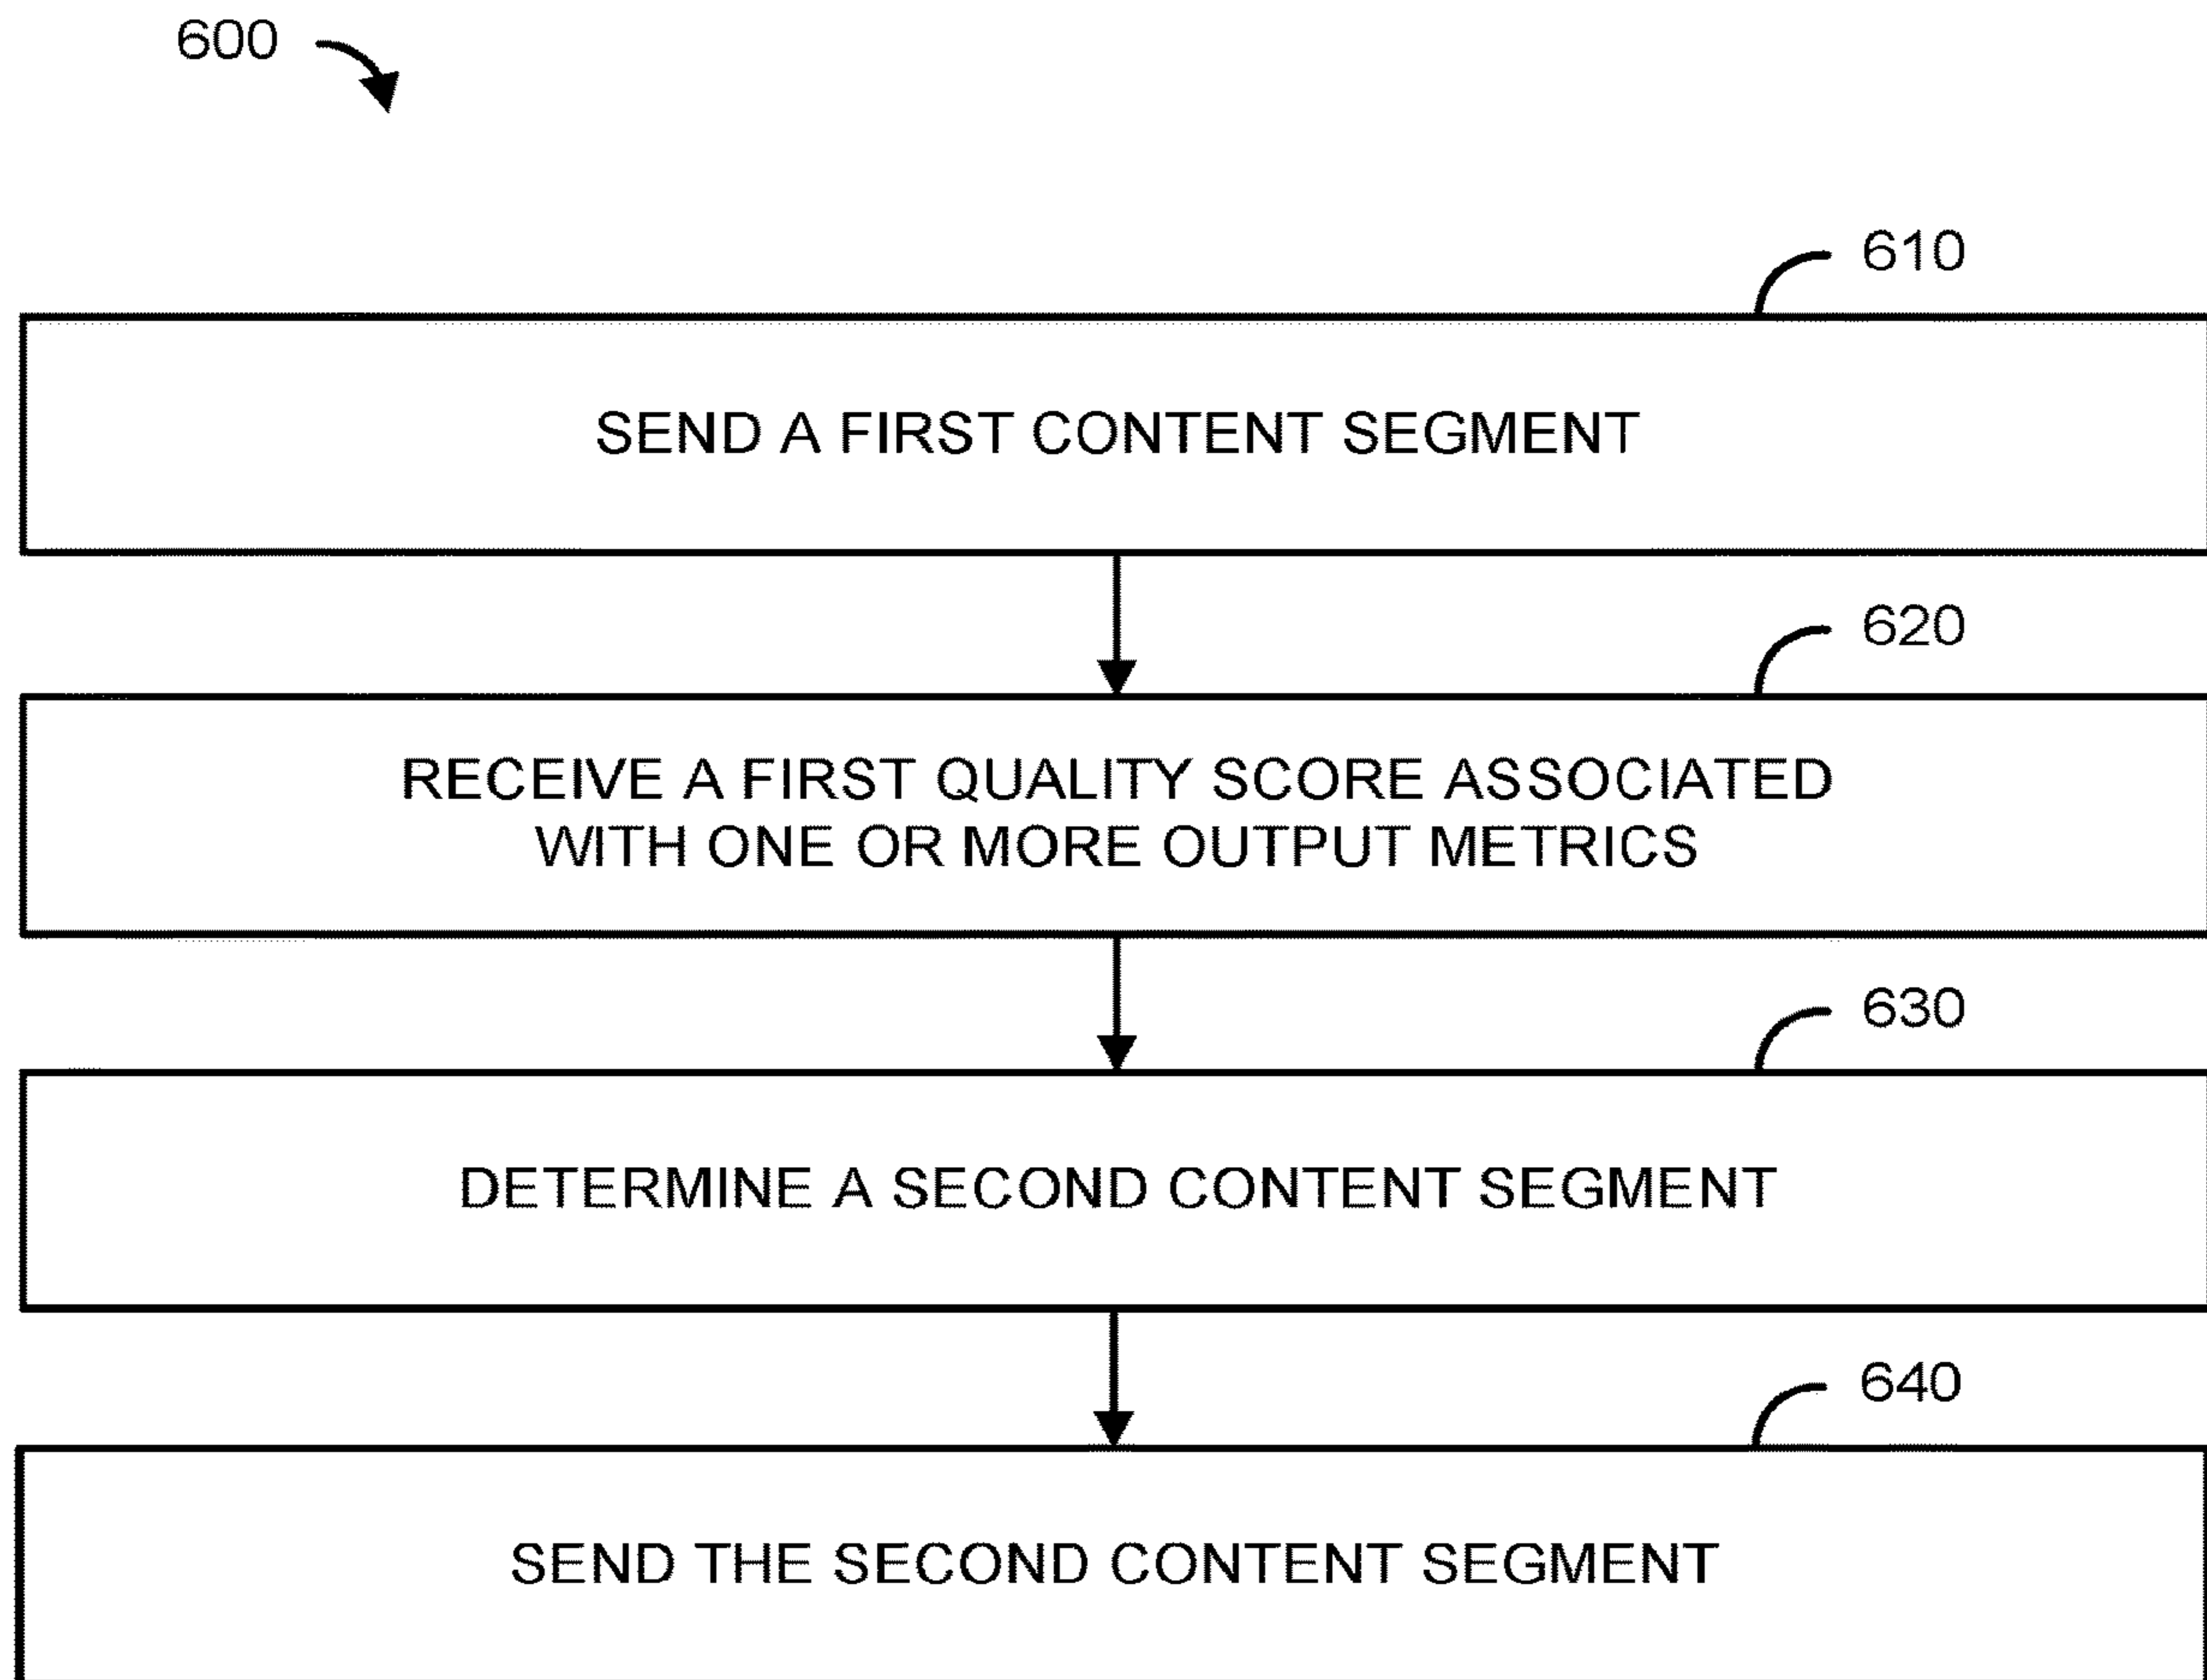 600
610
SEND A FIRST CONTENT SEGMENT
620
RECEIVE A FIRST QUALITY SCORE ASSOCIATED
WITH ONE OR MORE OUTPUT METRICS
630
DETERMINE A SECOND CONTENT SEGMENT
640
SEND THE SECOND CONTENT SEGMENT